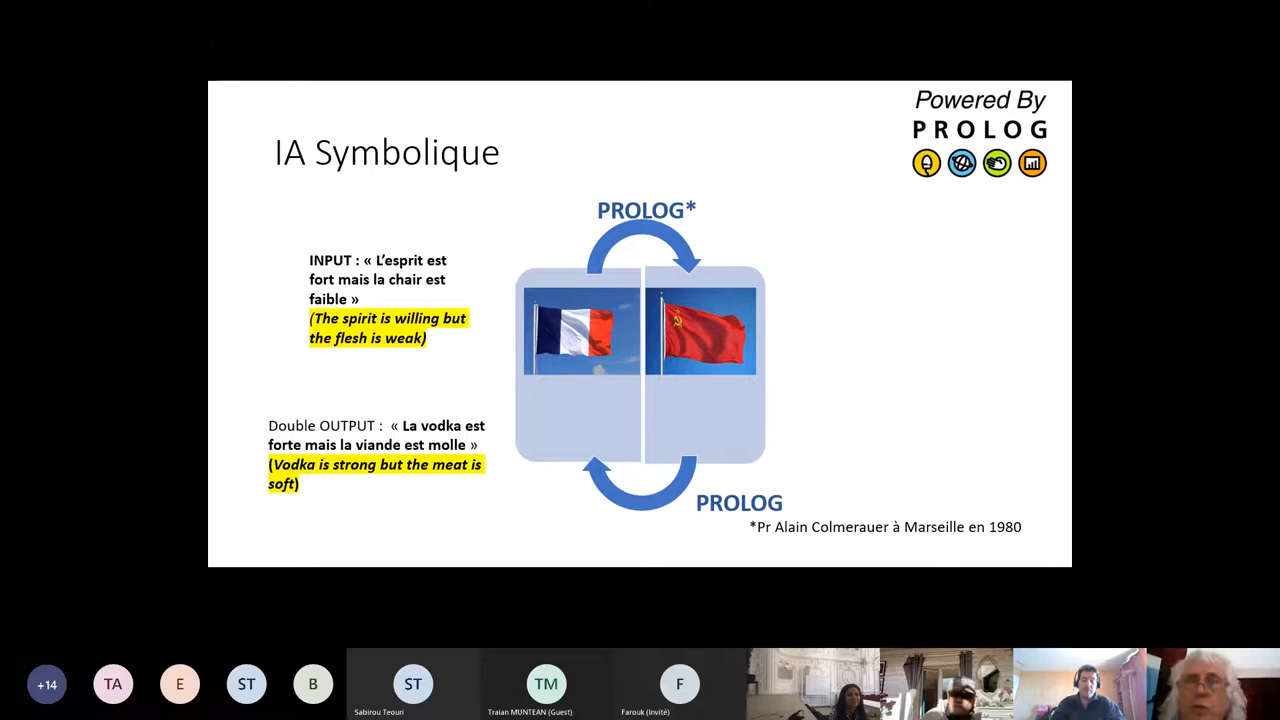 Powered By
PROLOG
IA Symbolique
PROLOG*
INPUT : « L’esprit est
fort mais la chair est
faible »
(The spirit is willing but
the flesh is weak)
Double OUTPUT : « La vodka est
forte mais la viande est molle »
(Vodka is strong but the meat is
soft)
PROLOG
*Pr Alain Colmerauer à Marseille en 1980
+14
TA
E
ST
B
ST
TM
F
Sabirou Teouri
Traian MUNTEAN (Guest)
Farouk (Invité)